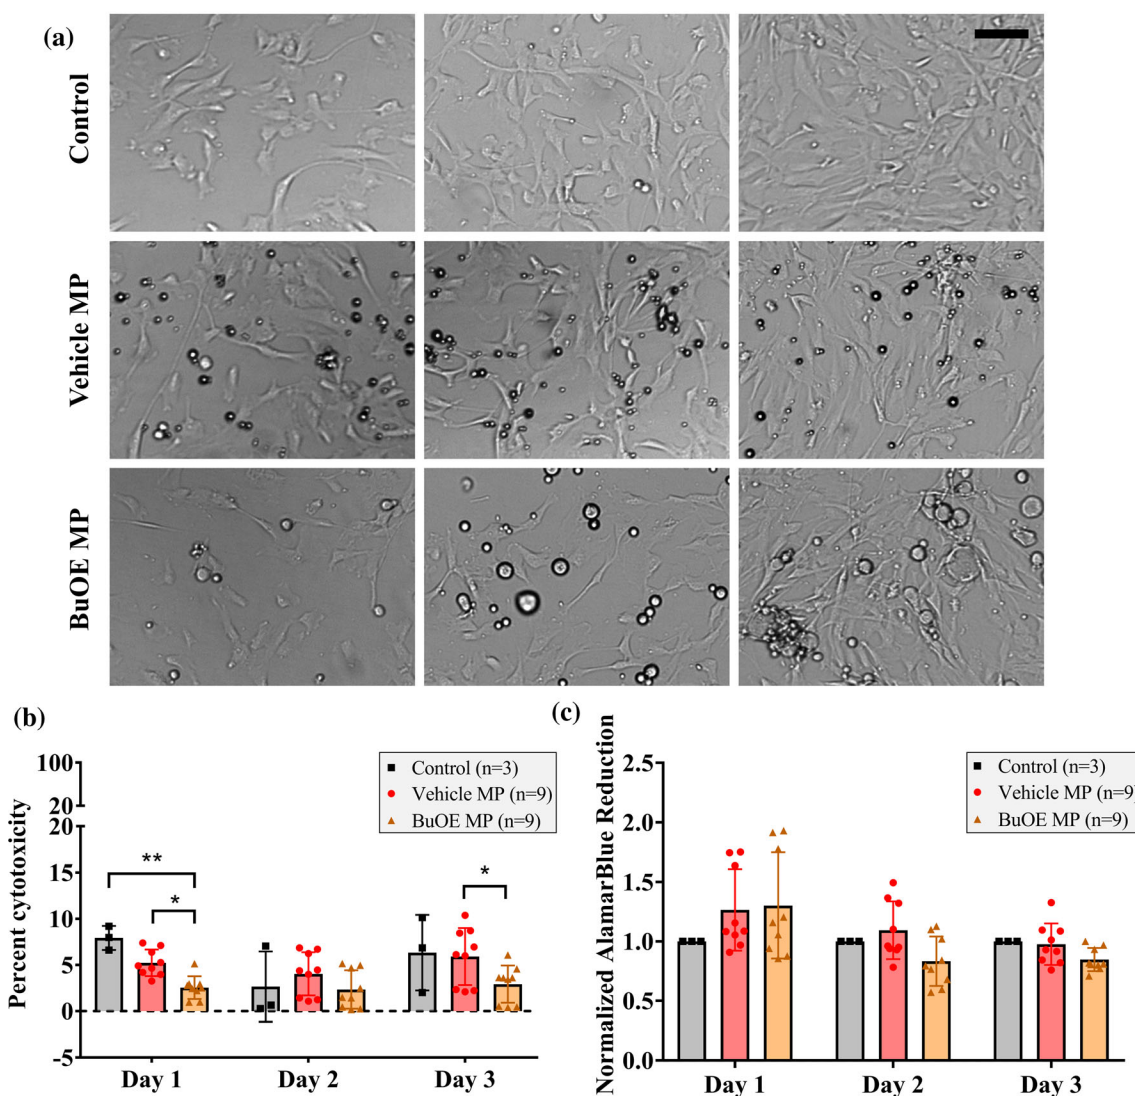 (a)
Control
Vehicle MP
BuOE MP
(b)
Percent cytotoxicity
100
20
20
15
10
5
0
-5
Control (n=3)
Vehicle MP (n=9)
BuOE MP (n=9)
**
*
*
Day 1
Day 2
Day 3
(c)
Normalized AlamarBlue Reduction
2.5
2.0
1.5
1.0
0.5
0.0
Control (n=3)
Vehicle MP (n=9)
BuOE MP (n=9)
Day 1
Day 2
Day 3